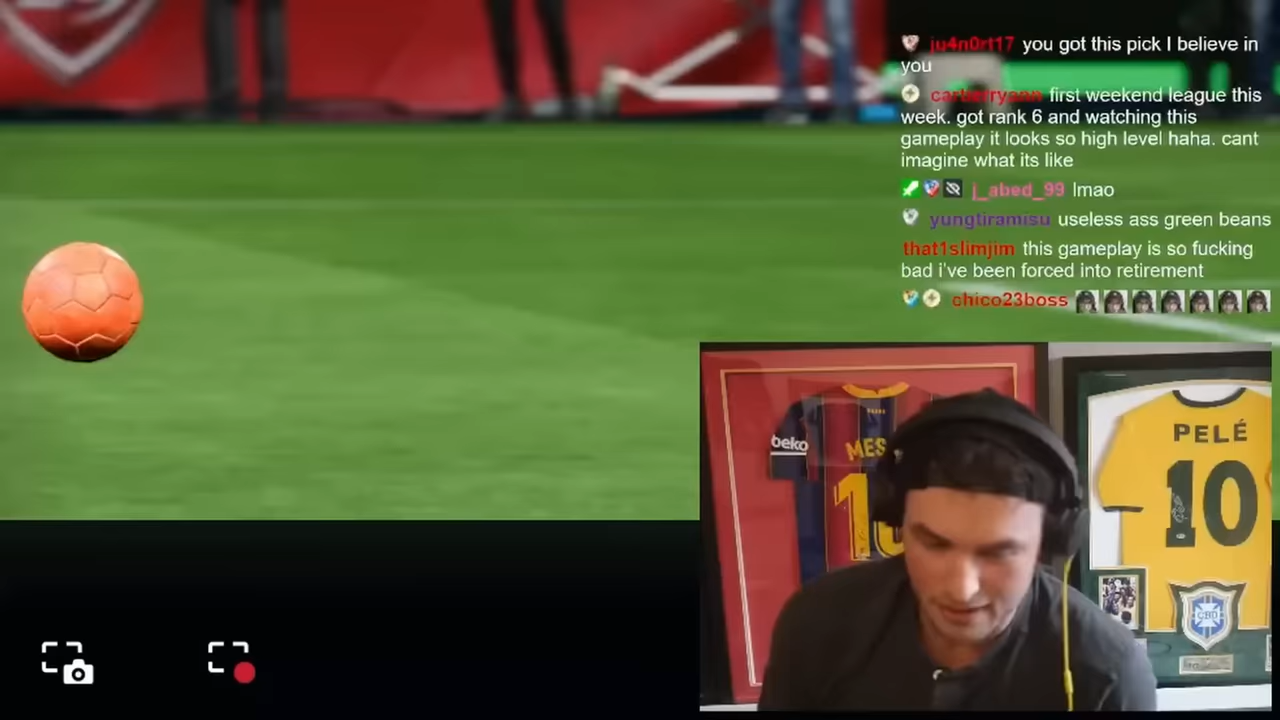 ju4n0rt17 you got this pick I believe in
you
first weekend league this
week. got rank 6 and watching this
gameplay it looks so high level haha. cant
imagine what its like
j_abed_99 lmao
yungtiramisu useless ass green beans
that1slimjim this gameplay is so fucking
bad i've been forced into retirement
chico23boss
beko
MES
PELÉ
10
10
CBD